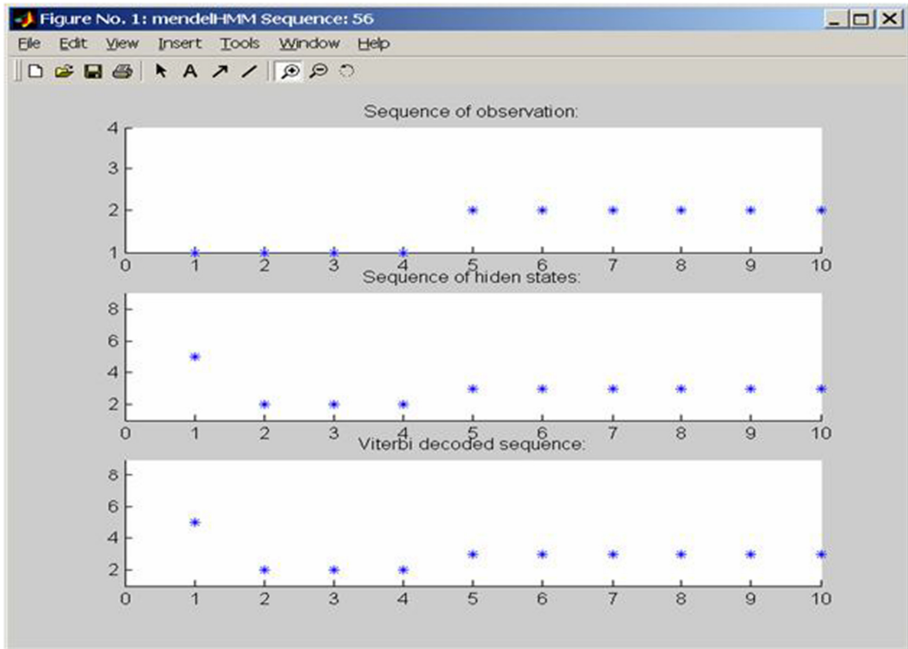 Figure No. 1: mendelHMM Sequence: 56
File Edit View Insert Tools Window Help
A
Sequence of observation:
4
3
2
1
0 1 2 3 4 5 6 7 8 9 10
Sequence of hiden states:
8
6
4
2
0 1 2 3 4 5 6 7 8 9 10
Viterbi decoded sequence:
8
6
4
2
0 1 2 3 4 5 6 7 8 9 10